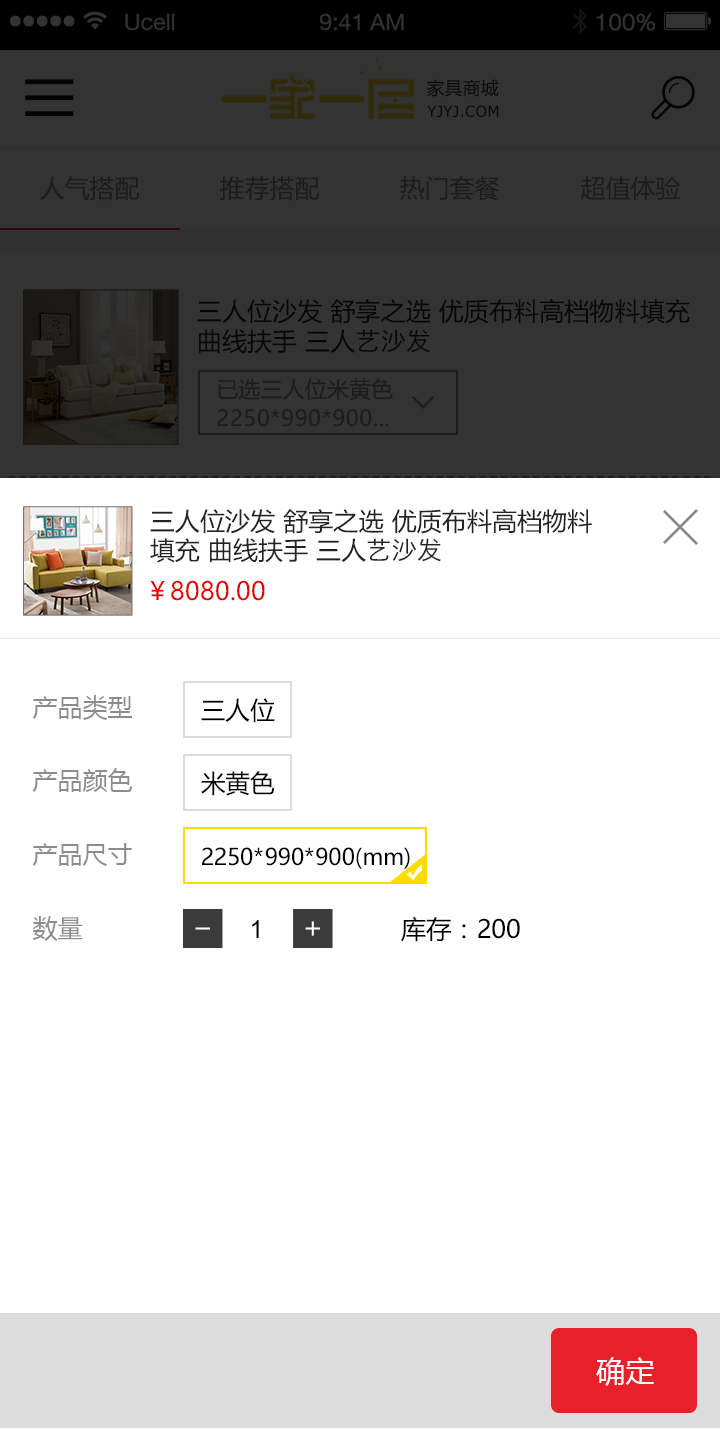 Ucell 9:41 AM 100%
一家一居 家具商城
YJYJ.COM
人气搭配 推荐搭配 热门套餐 超值体验
三人位沙发 舒享之选 优质布料高档物料填充
曲线扶手 三人艺沙发
已选三人位米黄色
2250*990*900...
三人位沙发 舒享之选 优质布料高档物料
填充 曲线扶手 三人艺沙发
¥8080.00
产品类型 三人位
产品颜色 米黄色
产品尺寸 2250*990*900(mm)
数量 − 1 + 库存：200
确定